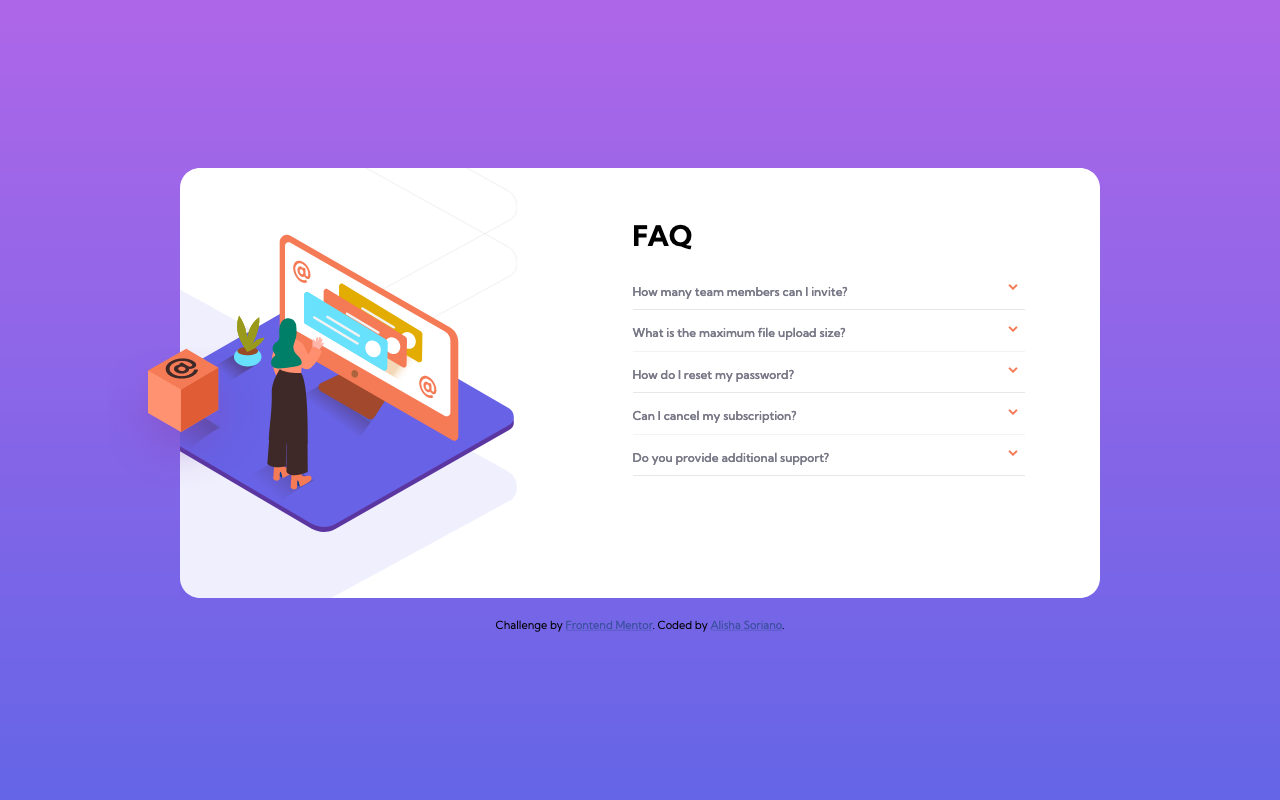 FAQ
How many team members can I invite?
What is the maximum file upload size?
How do I reset my password?
Can I cancel my subscription?
Do you provide additional support?
@
@
@
Challenge by Frontend Mentor. Coded by Alisha Soriano.